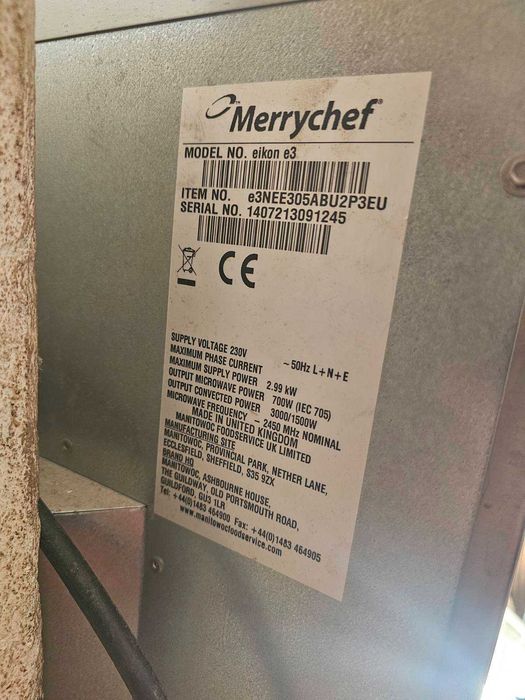 Merrychef
MODEL NO. eikon e3
ITEM NO. e3NEE305ABU2P3EU
SERIAL NO. 1407213091245
CE
SUPPLY VOLTAGE 230V ~ 50Hz L+N+E
MAXIMUM PHASE CURRENT
MAXIMUM SUPPLY POWER 2.99 kW
OUTPUT MICROWAVE POWER 700W (IEC 705)
OUTPUT CONVECTED POWER 3000/1500W
MICROWAVE FREQUENCY - 2450 MHz NOMINAL
MADE IN UNITED KINGDOM
MANITOWOC FOODSERVICE UK LIMITED
MANUFACTURING SITE
MANITOWOC, PROVINCIAL PARK, NETHER LANE,
ECCLESFIELD, SHEFFIELD, S35 9ZX
BRAND HQ
MANITOWOC, ASHBOURNE HOUSE,
THE GUILDWAY, OLD PORTSMOUTH ROAD,
GUILDFORD, GU3 1LR
Tel: +44(0)1483 464900 Fax: +44(0)1483 464905
www.manitowocfoodservice.com